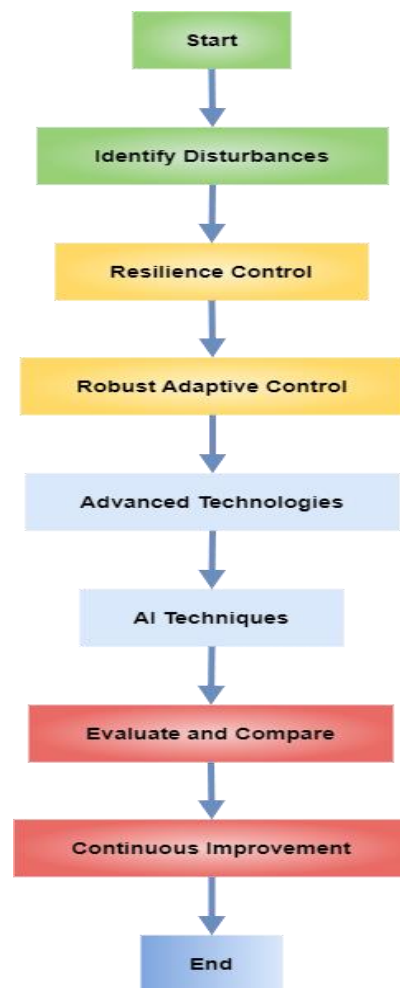 Start
Identify Disturbances
Resilience Control
Robust Adaptive Control
Advanced Technologies
AI Techniques
Evaluate and Compare
Continuous Improvement
End